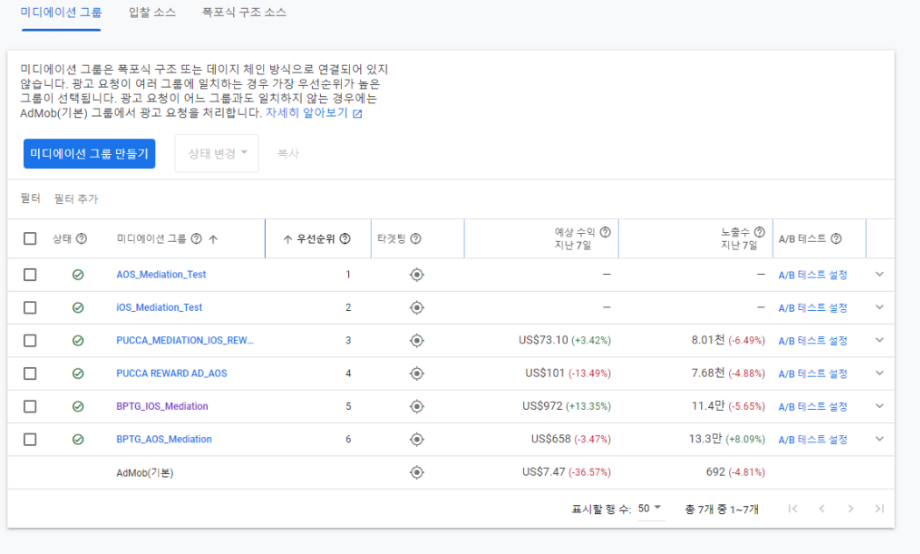 미디에이션 그룹 입찰 소스 폭포식 구조 소스
미디에이션 그룹은 폭포식 구조 또는 데이지 체인 방식으로 연결되어 있지
않습니다. 광고 요청이 여러 그룹에 일치하는 경우 가장 우선순위가 높은
그룹이 선택됩니다. 광고 요청이 어느 그룹과도 일치하지 않는 경우에는
AdMob(기본) 그룹에서 광고 요청을 처리합니다. 자세히 알아보기
미디에이션 그룹 만들기 상태 변경 복사
필터 필터 추가
상태 미디에이션 그룹 ↑ ↑ 우선순위 타겟팅 예상 수익 노출수 A/B 테스트
지난 7일 지난 7일
AOS_Mediation_Test 1 — — A/B 테스트 설정
iOS_Mediation_Test 2 — — A/B 테스트 설정
PUCCA_MEDIATION_IOS_REW... 3 US$73.10 (+3.42%) 8.01천 (-6.49%) A/B 테스트 설정
PUCCA REWARD AD_AOS 4 US$101 (-13.49%) 7.68천 (-4.88%) A/B 테스트 설정
BPTG_IOS_Mediation 5 US$972 (+13.35%) 11.4만 (-5.65%) A/B 테스트 설정
BPTG_AOS_Mediation 6 US$658 (-3.47%) 13.3만 (+8.09%) A/B 테스트 설정
AdMob(기본) US$7.47 (-36.57%) 692 (-4.81%)
표시할 행 수: 50 총 7개 중 1~7개